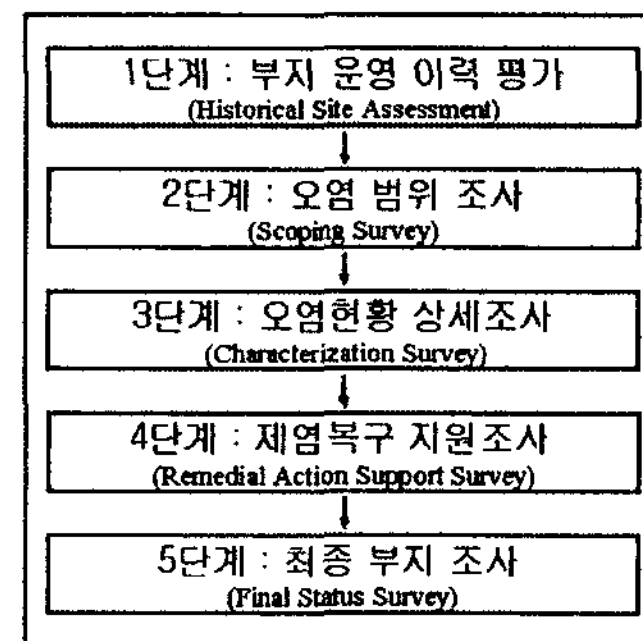 1단계 : 부지 운영 이력 평가
(Historical Site Assessment)
2단계 : 오염 범위 조사
(Scoping Survey)
3단계 : 오염현황 상세조사
(Characterization Survey)
4단계 : 제염복구 지원조사
(Remedial Action Support Survey)
5단계 : 최종 부지 조사
(Final Status Survey)